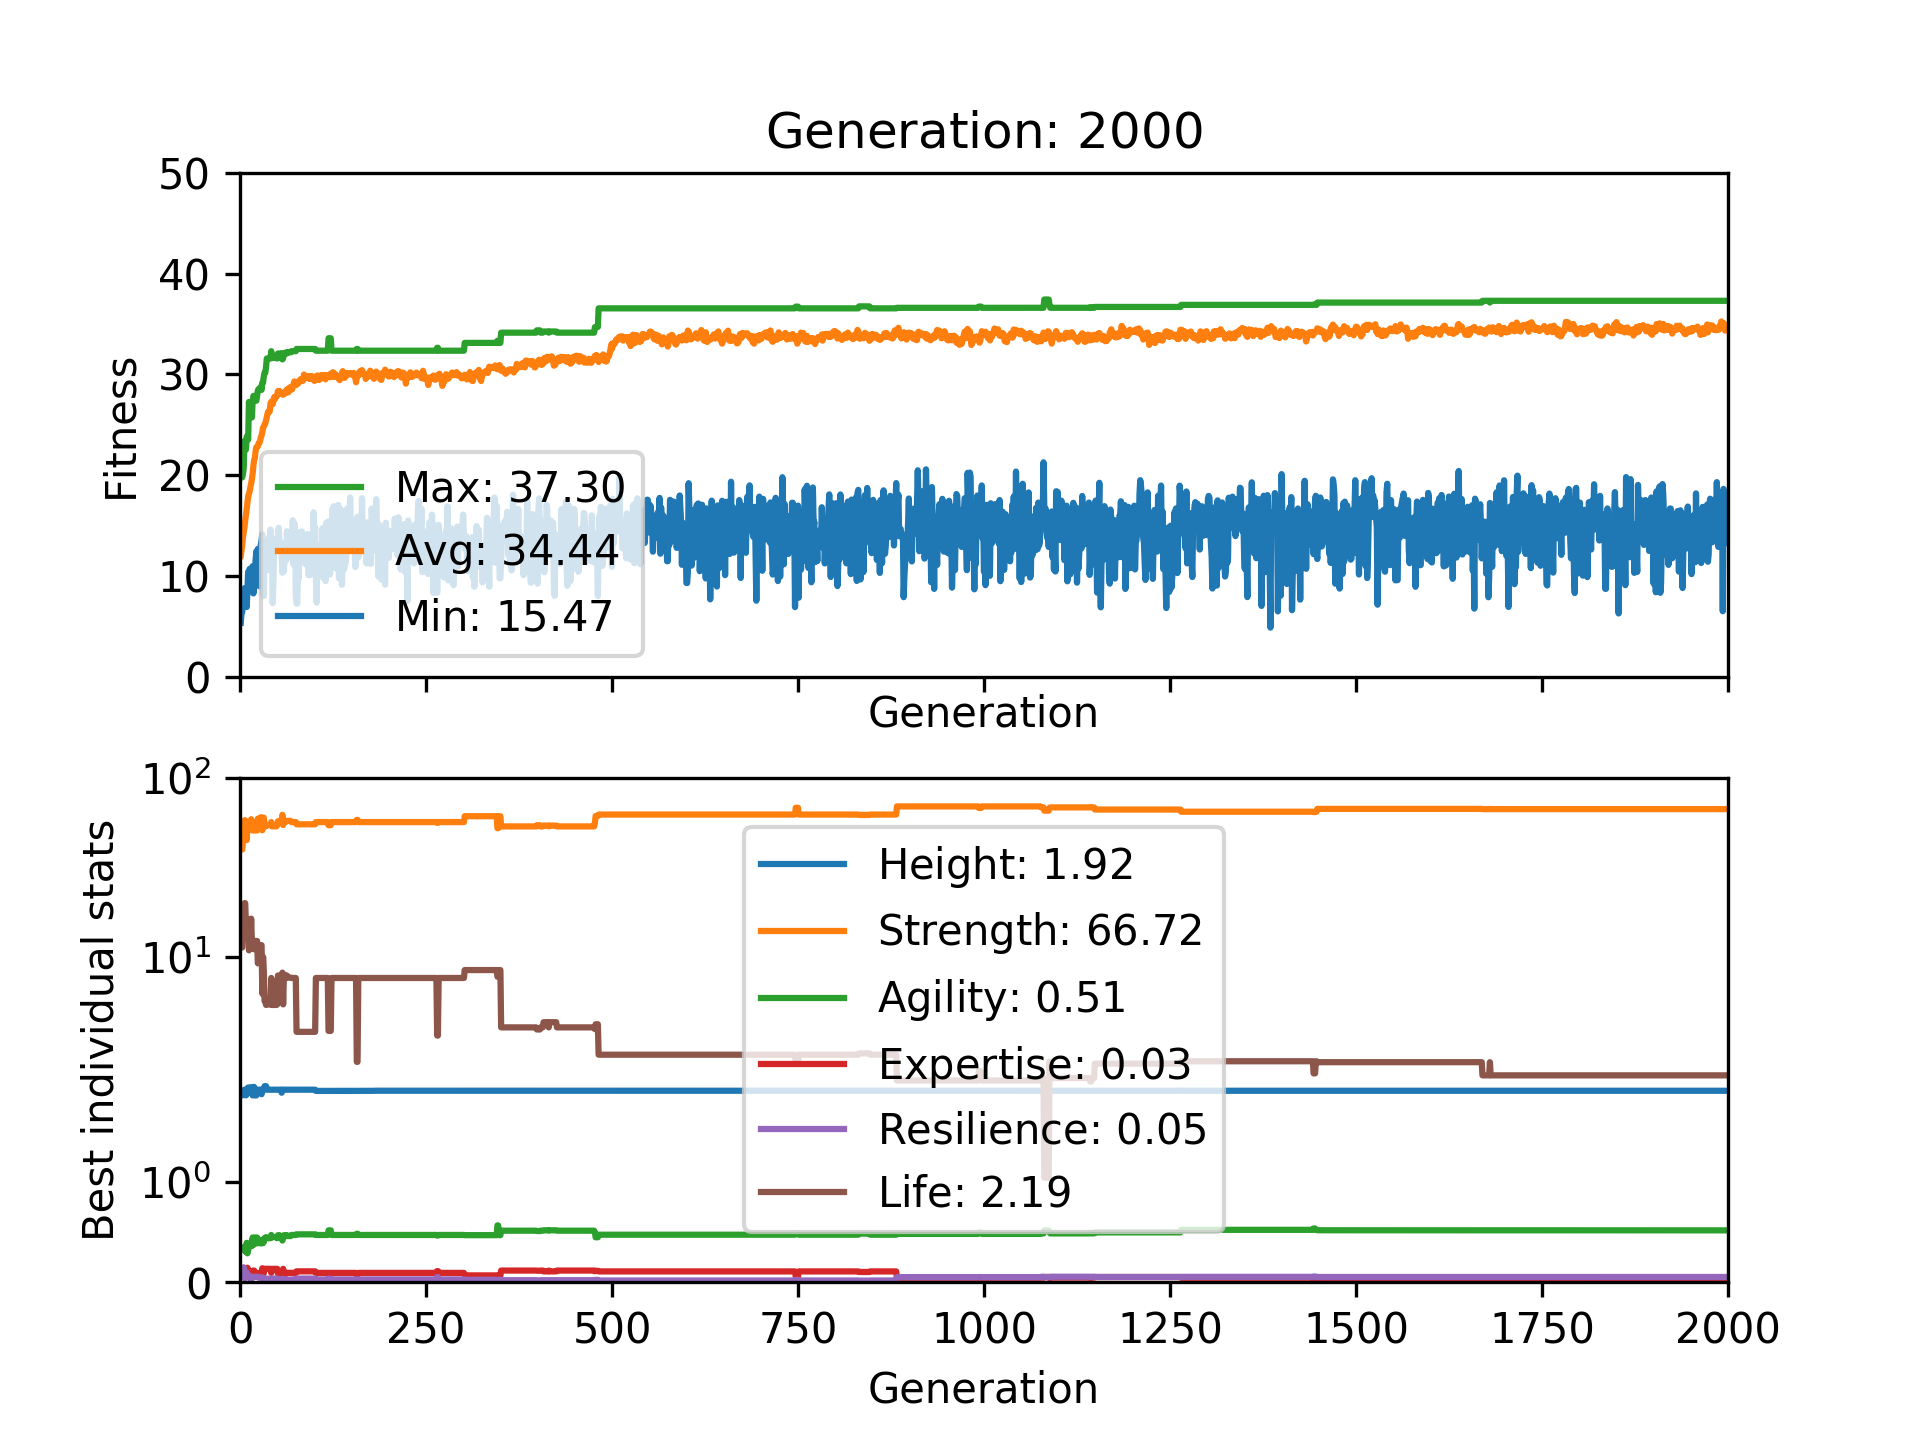 Generation: 2000
50
40
30
20
10
0
Fitness
Max: 37.30
Avg: 34.44
Min: 15.47
Generation
10²
10¹
10⁰
0
Best individual stats
Height: 1.92
Strength: 66.72
Agility: 0.51
Expertise: 0.03
Resilience: 0.05
Life: 2.19
0 250 500 750 1000 1250 1500 1750 2000
Generation